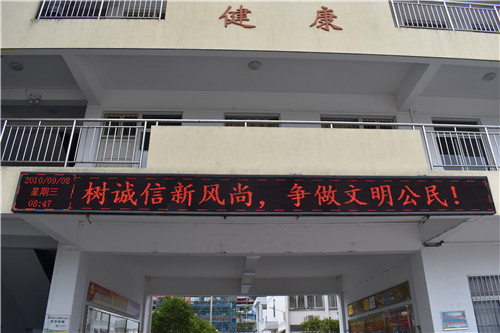 健 康
2010/09/08
星期三
08:47
树诚信新风尚，争做文明公民！